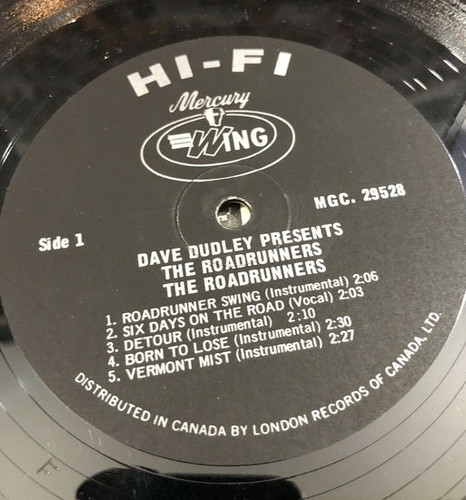 HI-FI
Mercury
WING
MGC. 29528
Side 1
DAVE DUDLEY PRESENTS
THE ROADRUNNERS
THE ROADRUNNERS
1. ROADRUNNER SWING (Instrumental) 2:06
2. SIX DAYS ON THE ROAD (Vocal) 2:03
3. DETOUR (Instrumental) 2:10
4. BORN TO LOSE (Instrumental) 2:30
5. VERMONT MIST (Instrumental) 2:27
DISTRIBUTED IN CANADA BY LONDON RECORDS OF CANADA, LTD.